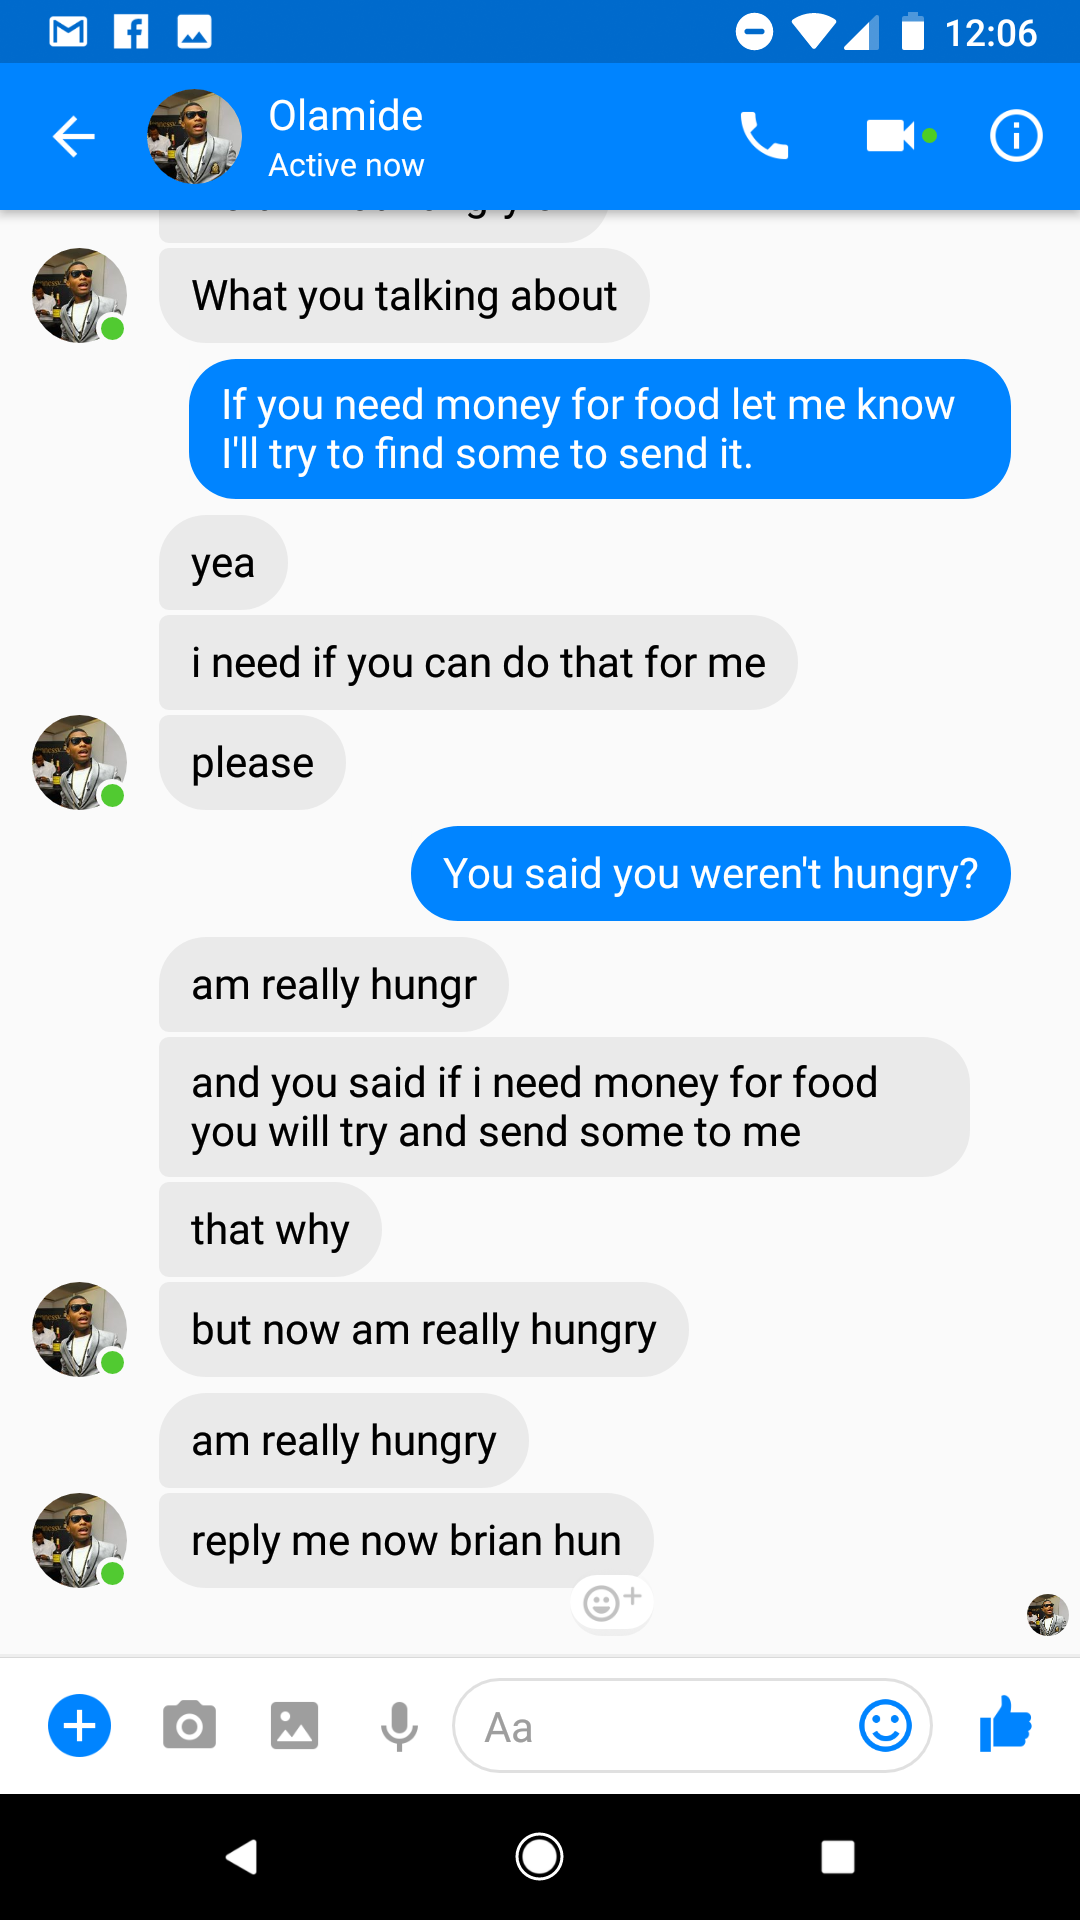 12:06
Olamide
Active now
What you talking about
If you need money for food let me know
I'll try to find some to send it.
yea
i need if you can do that for me
please
You said you weren't hungry?
am really hungr
and you said if i need money for food
you will try and send some to me
that why
but now am really hungry
am really hungry
reply me now brian hun
Aa